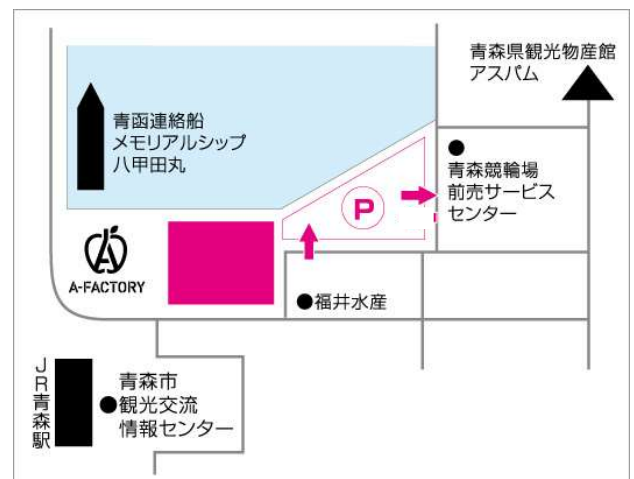 青森県観光物産館
アスパム
青函連絡船
メモリアルシップ
八甲田丸
青森競輪場
前売サービス
センター
P
A-FACTORY
福井水産
JR青森駅
青森市
観光交流
情報センター